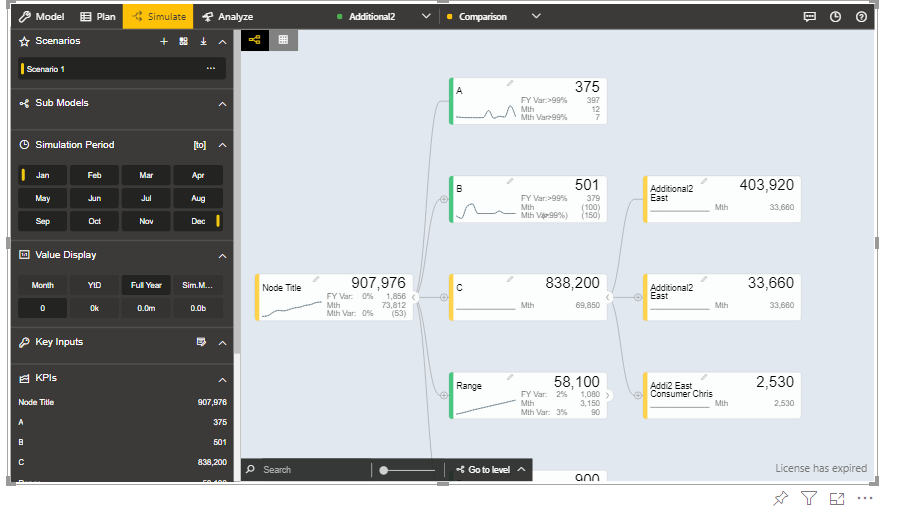 Model Plan Simulate Analyze Additional2 Comparison
Scenarios
Scenario 1
Sub Models
Simulation Period [to]
Jan Feb Mar Apr
May Jun Jul Aug
Sep Oct Nov Dec
Value Display
Month YtD Full Year Sim.M...
0 0k 0.0m 0.0b
Key Inputs
KPIs
Node Title 907,976
A 375
B 501
C 838,200
Node Title 907,976
FY Var: 0% 1,856
Mth 73,812
Mth Var: 0% (53)
A 375
FY Var:>99% 397
Mth 12
Mth Var>99% 7
B 501
FY Var:>99% 379
Mth (100)
(150)
C 838,200
Mth 69,850
Range 58,100
FY Var: 2% 1,080
Mth 3,150
Mth Var: 3% 90
900
Additional2 403,920
East
Mth 33,660
Additional2 33,660
East
Mth 33,660
Addi2 East 2,530
Consumer Chris
Mth 2,530
Search Go to level
License has expired